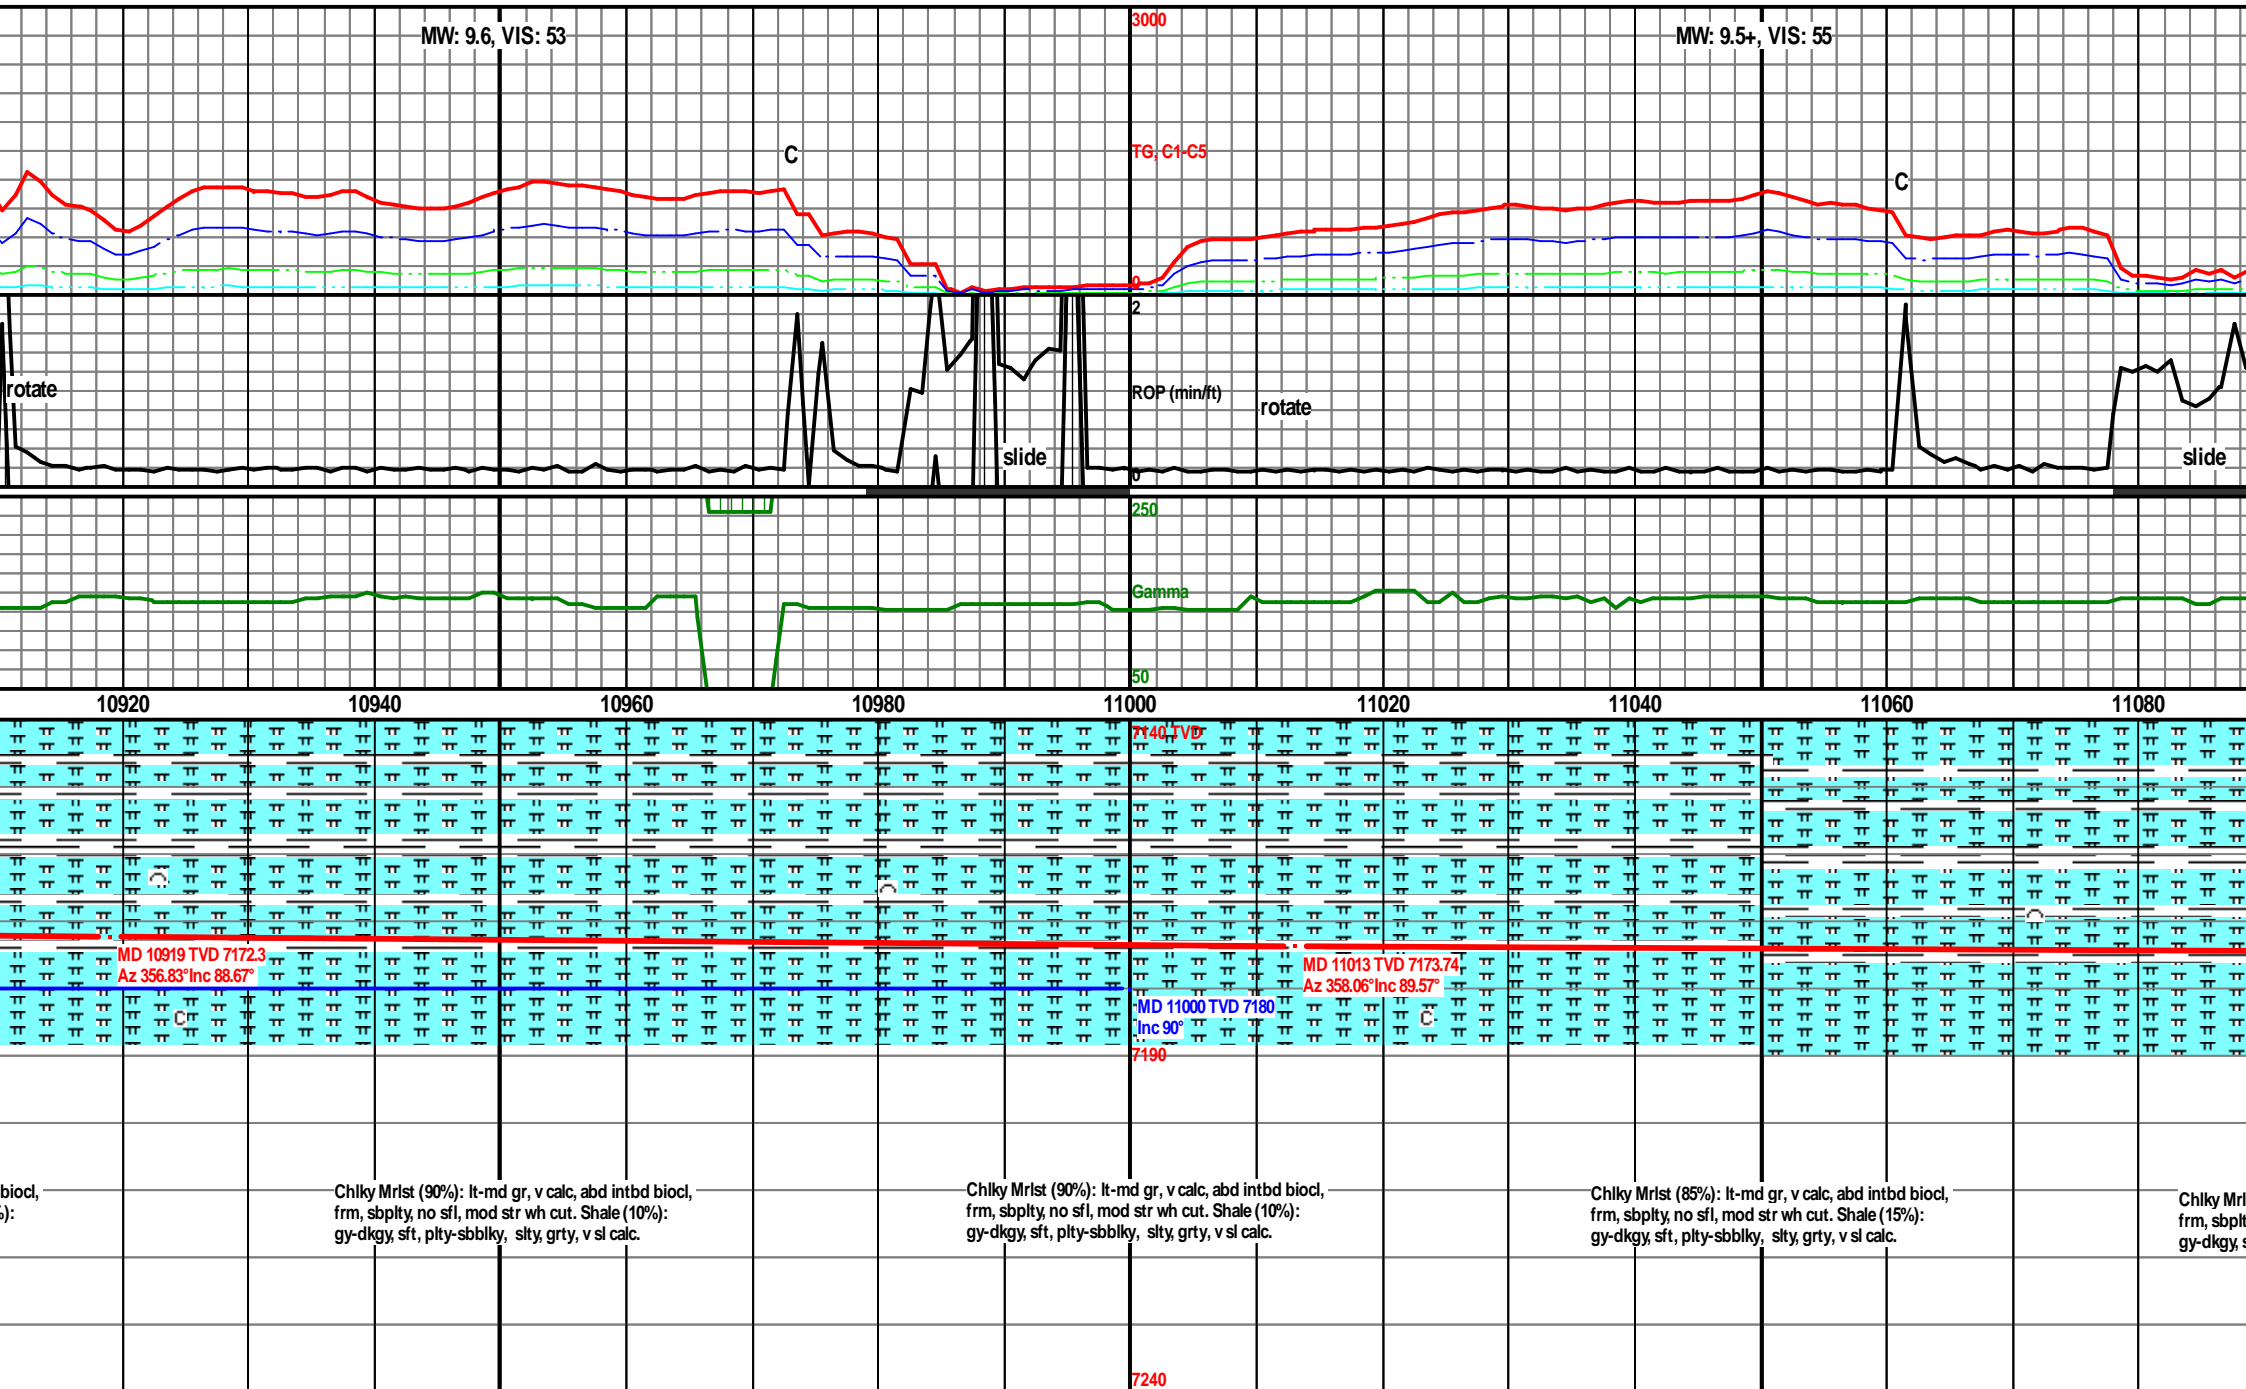 MW: 9.6, VIS: 53
3000
MW: 9.5+, VIS: 55
C
TG, C1-C5
C
0
2
rotate
ROP (min/ft)
rotate
slide
slide
0
250
Gamma
50
10920
10940
10960
10980
11000
11020
11040
11060
11080
7140 TVD
MD 10919 TVD 7172.3
Az 356.83°Inc 88.67°
MD 11013 TVD 7173.74
Az 358.06°Inc 89.57°
MD 11000 TVD 7180
Inc 90°
C
C
7190
biocl,
%):
Chlky Mrlst (90%): lt-md gr, v calc, abd intbd biocl,
frm, sbplty, no sfl, mod str wh cut. Shale (10%):
gy-dkgy, sft, plty-sbblky, slty, grty, v sl calc.
Chlky Mrlst (90%): lt-md gr, v calc, abd intbd biocl,
frm, sbplty, no sfl, mod str wh cut. Shale (10%):
gy-dkgy, sft, plty-sbblky, slty, grty, v sl calc.
Chlky Mrlst (85%): lt-md gr, v calc, abd intbd biocl,
frm, sbplty, no sfl, mod str wh cut. Shale (15%):
gy-dkgy, sft, plty-sbblky, slty, grty, v sl calc.
Chlky Mrl
frm, sbplt
gy-dkgy, s
7240